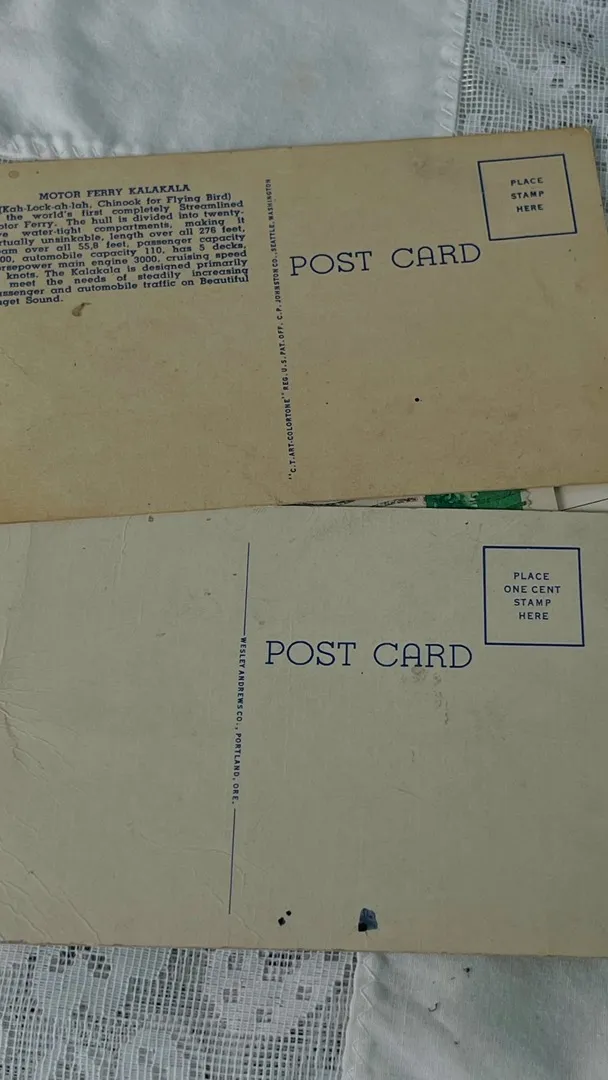 MOTOR FERRY KALAKALA
(Kah-Lock-ah-lah, Chinook for Flying Bird)
the world's first completely Streamlined
otor Ferry. The hull is divided into twenty-
e water-tight compartments, making it
rtually unsinkable, length over all 276 feet,
eam over all 55,8 feet, passenger capacity
00, automobile capacity 110, has 5 decks,
orsepower main engine 3000, cruising speed
knots. The Kalakala is designed primarily
meet the needs of steadily increasing
assenger and automobile traffic on Beautiful
uget Sound.
"C.T. ART-COLORTONE" REG. U.S. PAT. OFF. C. P. JOHNSTON CO., SEATTLE, WASHINGTON
POST CARD
PLACE
STAMP
HERE
WESLEY ANDREWS CO., PORTLAND, ORE.
POST CARD
PLACE
ONE CENT
STAMP
HERE